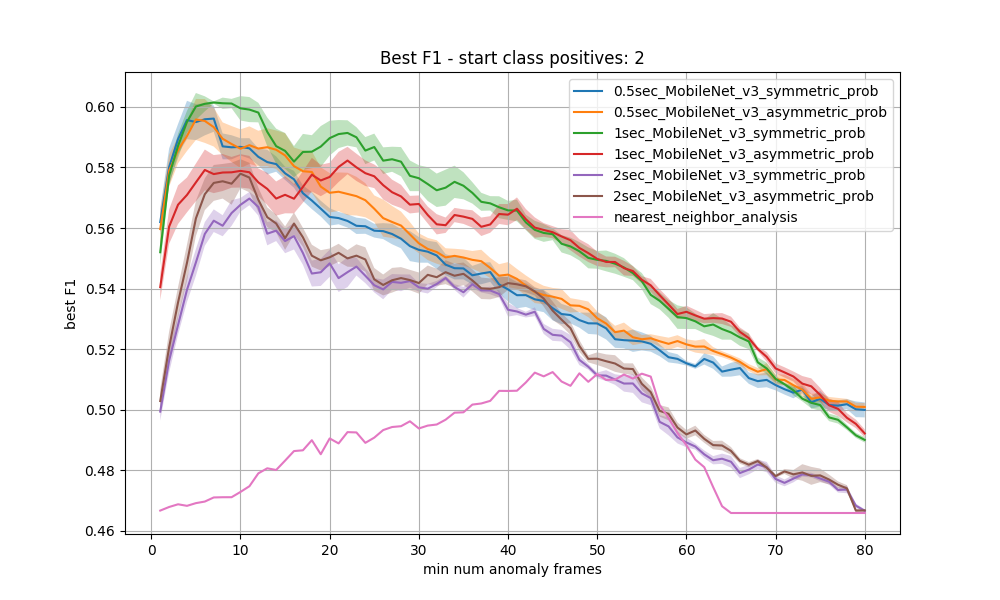 Best F1 - start class positives: 2
0.5sec_MobileNet_v3_symmetric_prob
0.5sec_MobileNet_v3_asymmetric_prob
1sec_MobileNet_v3_symmetric_prob
1sec_MobileNet_v3_asymmetric_prob
2sec_MobileNet_v3_symmetric_prob
2sec_MobileNet_v3_asymmetric_prob
nearest_neighbor_analysis
best F1
0.60
0.58
0.56
0.54
0.52
0.50
0.48
0.46
0 10 20 30 40 50 60 70 80
min num anomaly frames